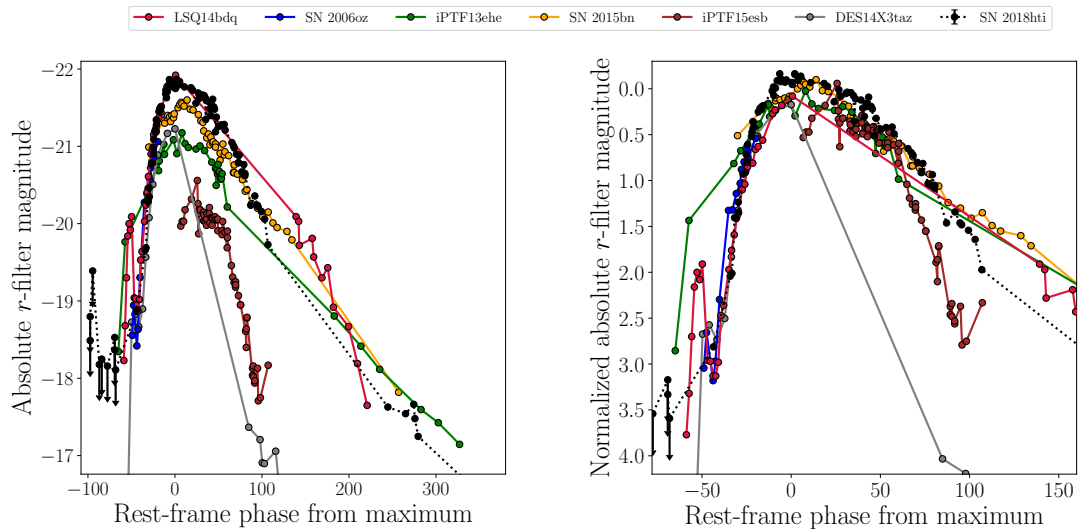 LSQ14bdq SN 2006oz iPTF13ehe SN 2015bn iPTF15esb DES14X3taz SN 2018hti
Absolute r-filter magnitude
−22
−21
−20
−19
−18
−17
−100 0 100 200 300
Rest-frame phase from maximum
Normalized absolute r-filter magnitude
0.0
0.5
1.0
1.5
2.0
2.5
3.0
3.5
4.0
−50 0 50 100 150
Rest-frame phase from maximum